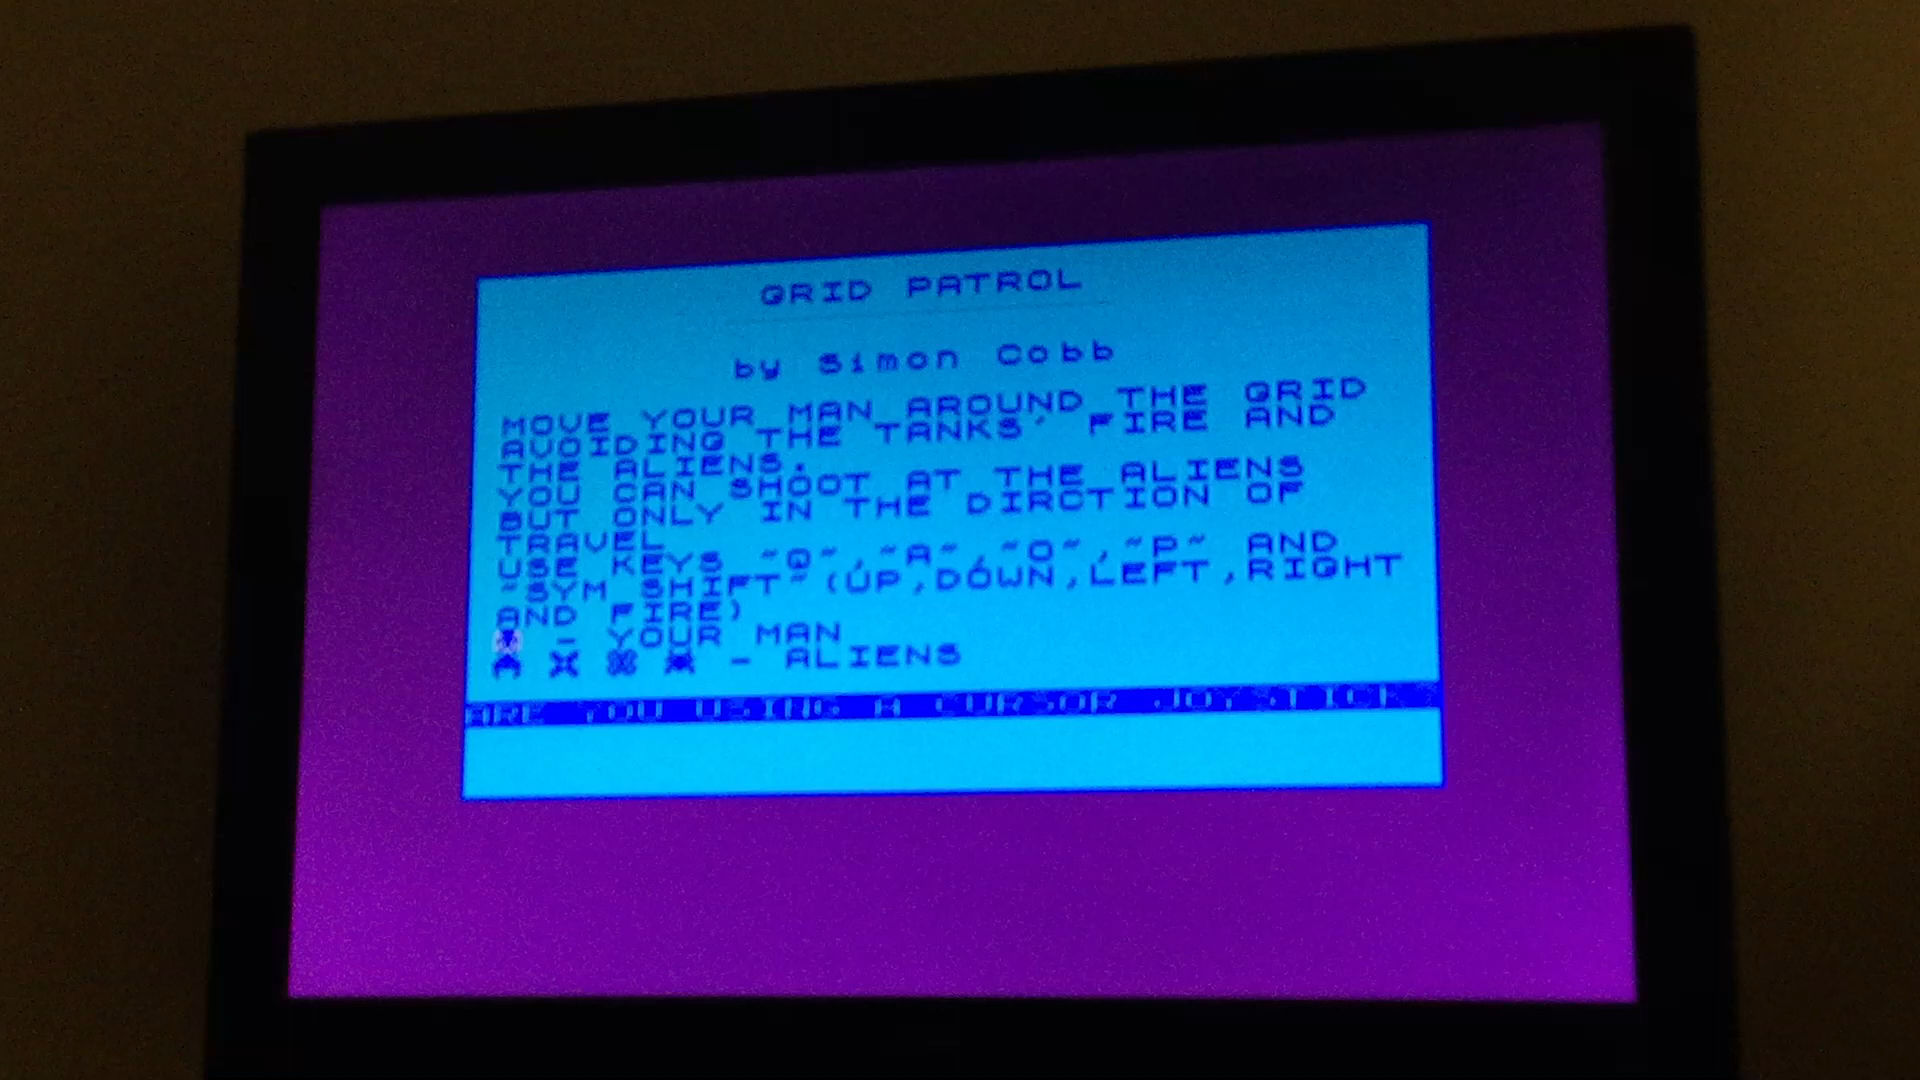 GRID PATROL
by Simon Cobb
MOVE YOUR MAN AROUND THE GRID
AVOIDING THE TANKS' FIRE AND
THE ALIENS.
YOU CAN SHOOT AT THE ALIENS
BUT ONLY IN THE DIRCTION OF
TRAVEL
USE KEYS "Q","A","O","P" AND
"SYM SHIFT" (UP,DOWN,LEFT,RIGHT
AND FIRE)
- YOUR MAN
- ALIENS
ARE YOU USING A CURSOR JOYSTICK